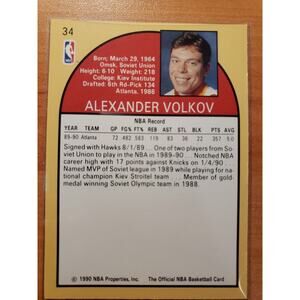 34
NBA
Born: March 29, 1964
Omsk, Soviet Union
Height: 6-10 Weight: 218
College: Kiev Institute
Drafted: 6th Rd-Pick 134
Atlanta, 1986
ALEXANDER VOLKOV
NBA Record
YEAR TEAM GP FG% FT% REB AST STL BLK PTS AVG
89-90 Atlanta 72 .482 .583 119 83 36 22 357 5.0
Signed with Hawks 8/1/89 ... One of two players from So-
viet Union to play in the NBA in 1989-90 ... Notched NBA
career high with 17 points against Knicks on 1/4/90 ...
Named MVP of Soviet league in 1989 while playing for na-
tional champion Kiev Stroitel team ... Member of gold-
medal winning Soviet Olympic team in 1988.
© 1990 NBA Properties, Inc. The Official NBA Basketball Card